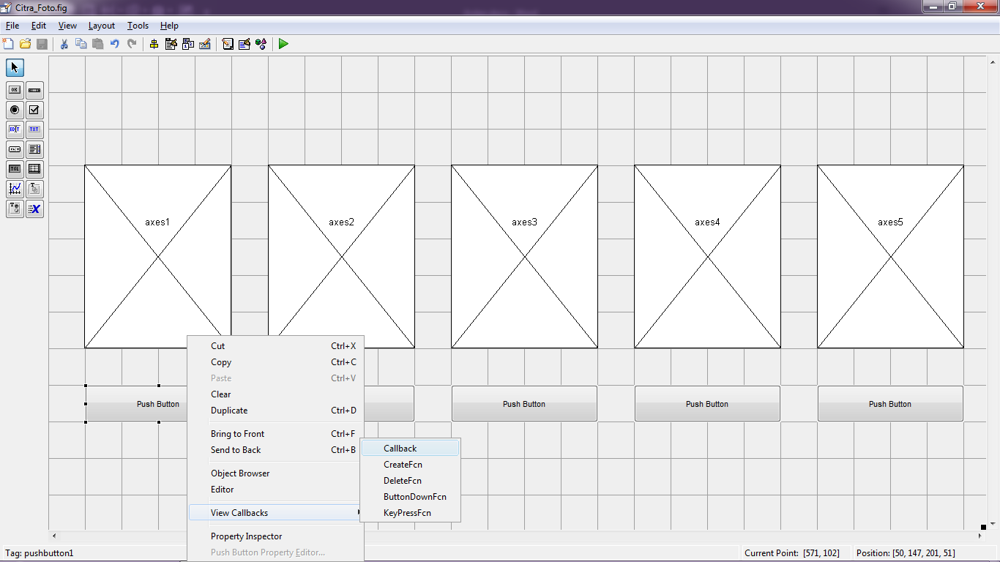 Citra_Foto.fig
File Edit View Layout Tools Help
OK
EDIT TXT
TGL
axes1 axes2 axes3 axes4 axes5
Cut Ctrl+X
Copy Ctrl+C
Paste Ctrl+V
Clear
Duplicate Ctrl+D
Bring to Front Ctrl+F
Send to Back Ctrl+B
Object Browser
Editor
View Callbacks
Property Inspector
Push Button Property Editor...
Callback
CreateFcn
DeleteFcn
ButtonDownFcn
KeyPressFcn
Push Button Push Button Push Button Push Button
Tag: pushbutton1 Current Point: [571, 102] Position: [50, 147, 201, 51]